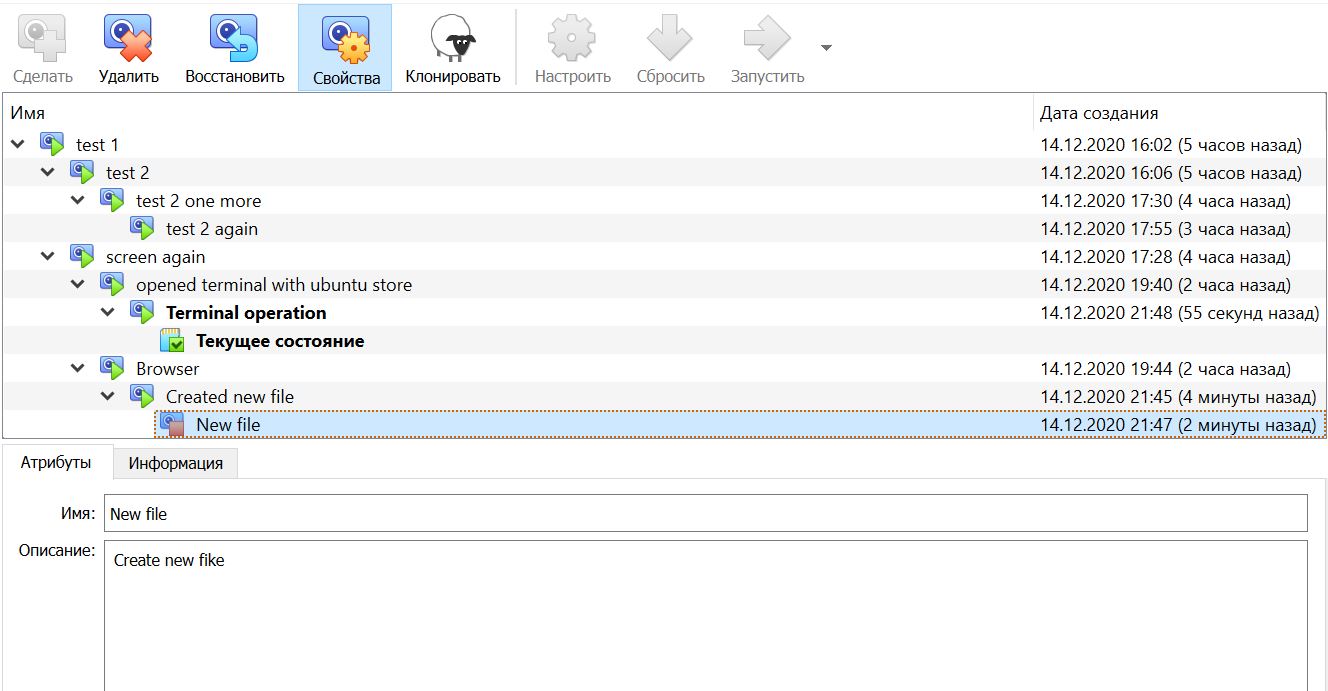 Сделать Удалить Восстановить Свойства Клонировать Настроить Сбросить Запустить
Имя Дата создания
test 1 14.12.2020 16:02 (5 часов назад)
test 2 14.12.2020 16:06 (5 часов назад)
test 2 one more 14.12.2020 17:30 (4 часа назад)
test 2 again 14.12.2020 17:55 (3 часа назад)
screen again 14.12.2020 17:28 (4 часа назад)
opened terminal with ubuntu store 14.12.2020 19:40 (2 часа назад)
Terminal operation 14.12.2020 21:48 (55 секунд назад)
Текущее состояние
Browser 14.12.2020 19:44 (2 часа назад)
Created new file 14.12.2020 21:45 (4 минуты назад)
New file 14.12.2020 21:47 (2 минуты назад)
Атрибуты Информация
Имя: New file
Описание: Create new fike